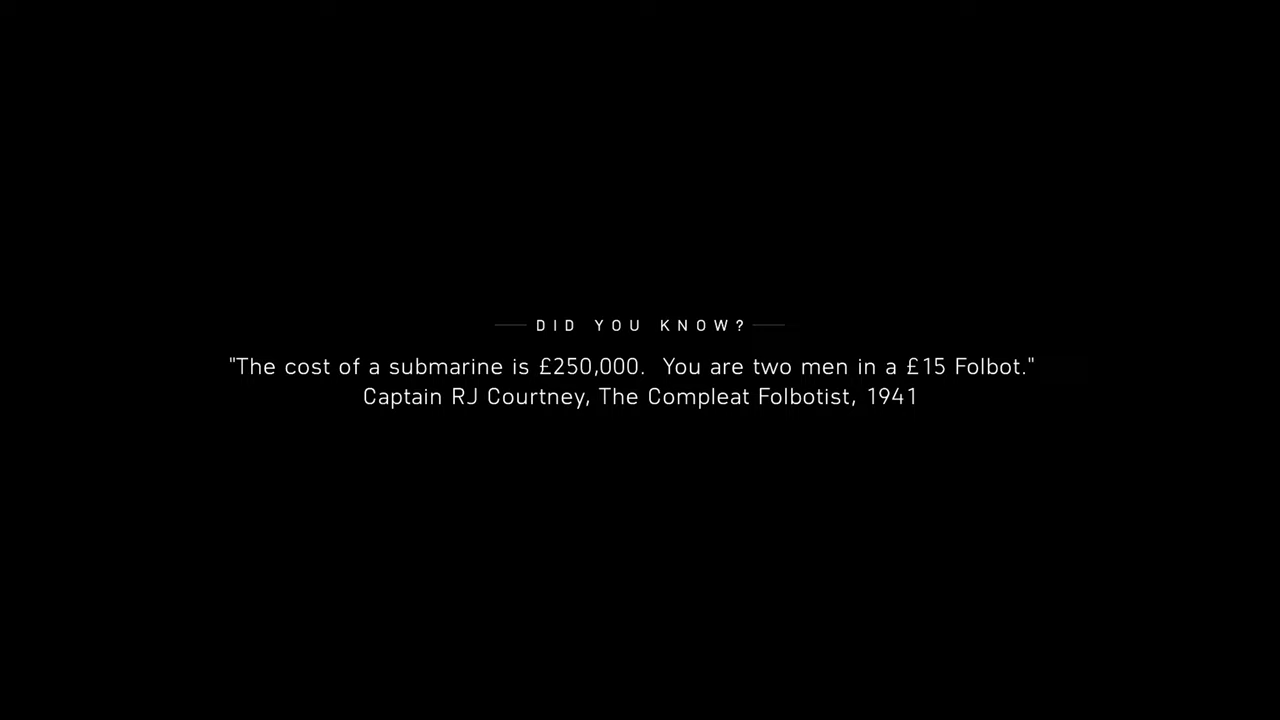 DID YOU KNOW?
"The cost of a submarine is £250,000.  You are two men in a £15 Folbot."
Captain RJ Courtney, The Compleat Folbotist, 1941